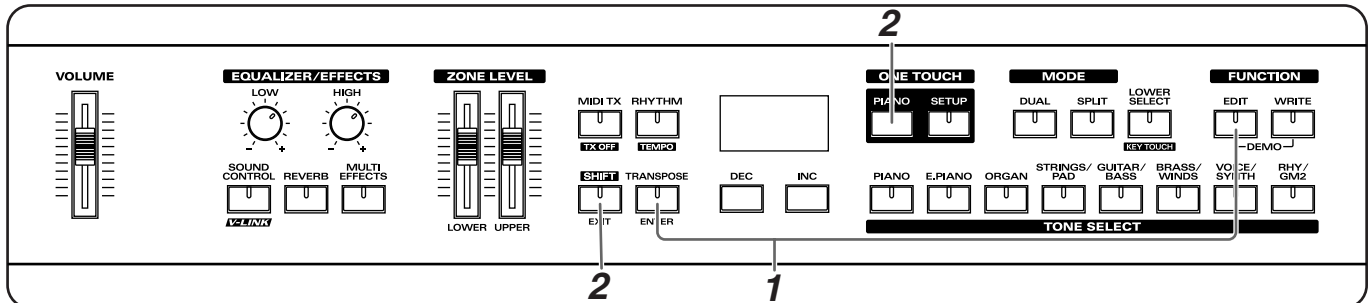 2
VOLUME
EQUALIZER/EFFECTS
LOW
HIGH
- +
- +
SOUND CONTROL
REVERB
MULTI EFFECTS
V-LINK
ZONE LEVEL
LOWER UPPER
MIDI TX
RHYTHM
TX OFF
TEMPO
SHIFT
TRANSPOSE
EXIT
ENTER
DEC
INC
ONE TOUCH
PIANO
SETUP
MODE
DUAL
SPLIT
LOWER SELECT
KEY TOUCH
FUNCTION
EDIT
WRITE
DEMO
PIANO
E.PIANO
ORGAN
STRINGS/ PAD
GUITAR/ BASS
BRASS/ WINDS
VOICE/ SYNTH
RHY/ GM2
TONE SELECT
2
1